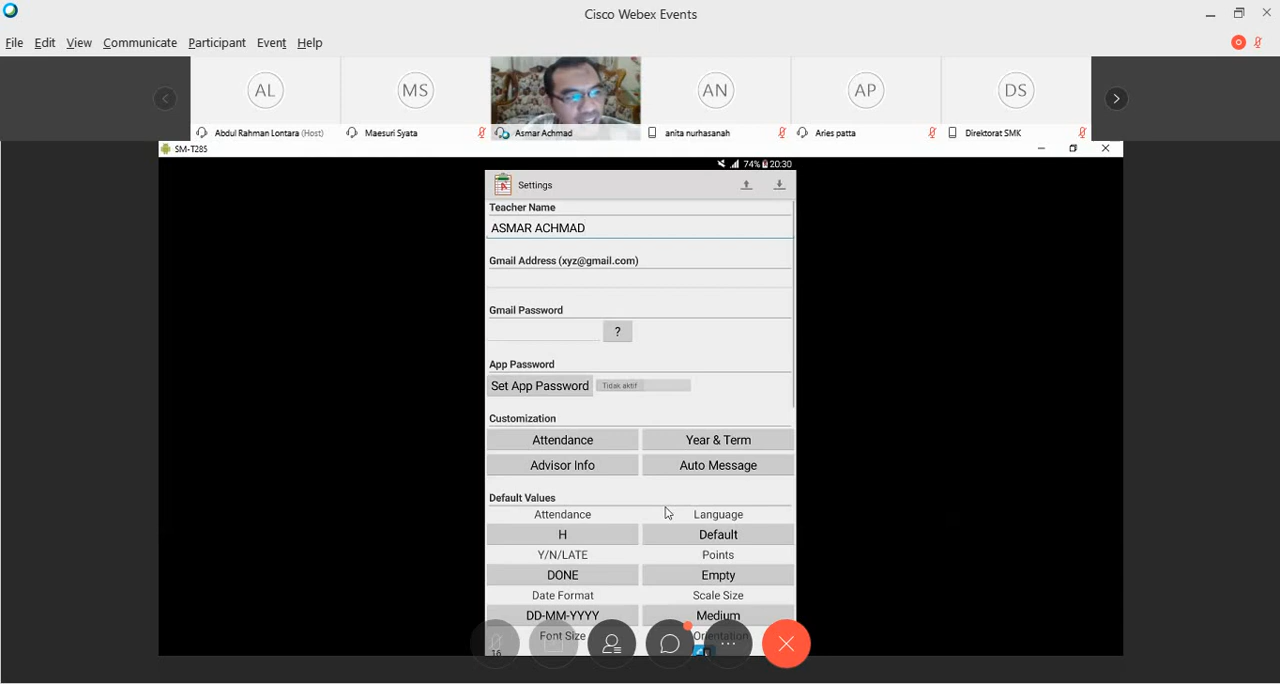 Cisco Webex Events
File Edit View Communicate Participant Event Help
AL MS AN AP DS
Abdul Rahman Lontara (Host) Maesuri Syata Asmar Achmad anita nurhasanah Aries patta Direktorat SMK
SM-T285
74% 20:30
Settings
Teacher Name
ASMAR ACHMAD
Gmail Address (xyz@gmail.com)
Gmail Password
?
App Password
Set App Password Tidak aktif
Customization
Attendance Year & Term
Advisor Info Auto Message
Default Values
Attendance Language
H Default
Y/N/LATE Points
DONE Empty
Date Format Scale Size
DD-MM-YYYY Medium
Font Size Orientation
16